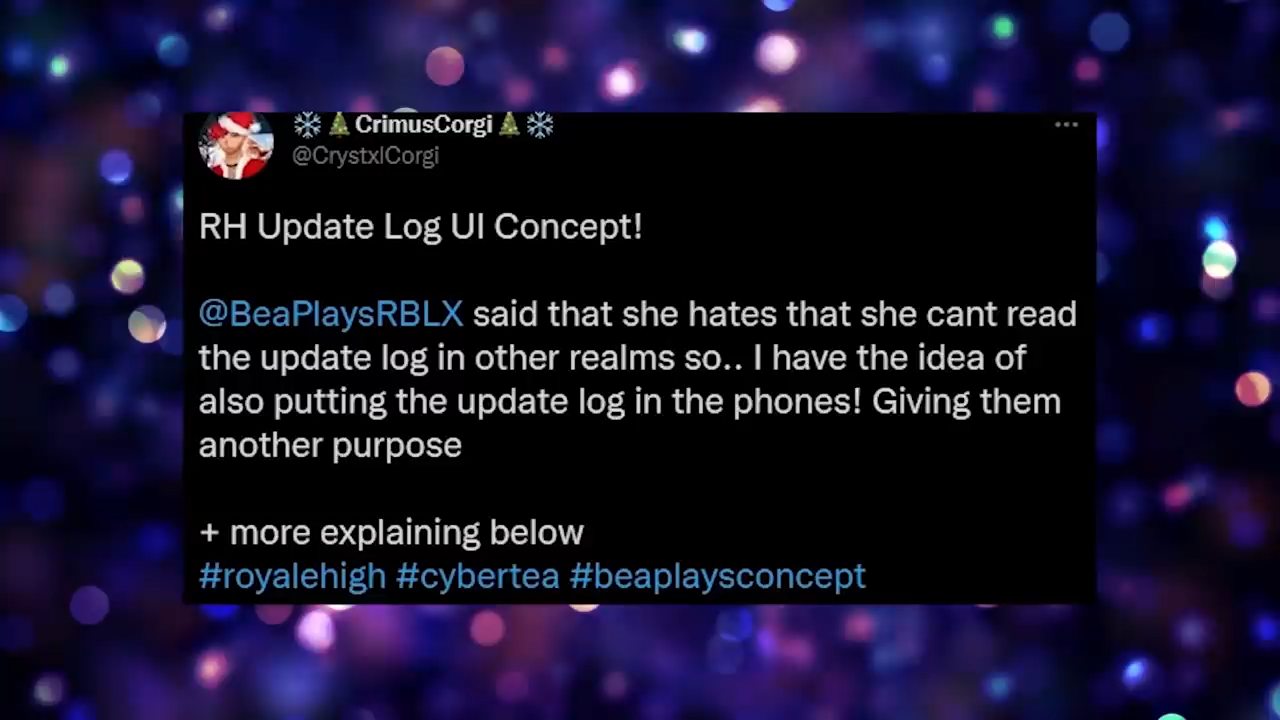 ❄️🎄CrimusCorgi🎄❄️
@CrystxlCorgi
RH Update Log UI Concept!
@BeaPlaysRBLX said that she hates that she cant read
the update log in other realms so.. I have the idea of
also putting the update log in the phones! Giving them
another purpose
+ more explaining below
#royalehigh #cybertea #beaplaysconcept